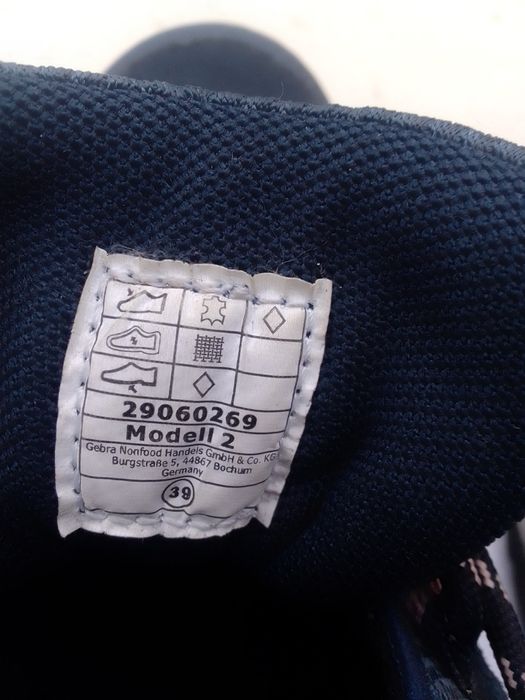 29060269
Modell 2
Gebra Nonfood Handels GmbH & Co. KG
Burgstraße 5, 44867 Bochum
Germany
39